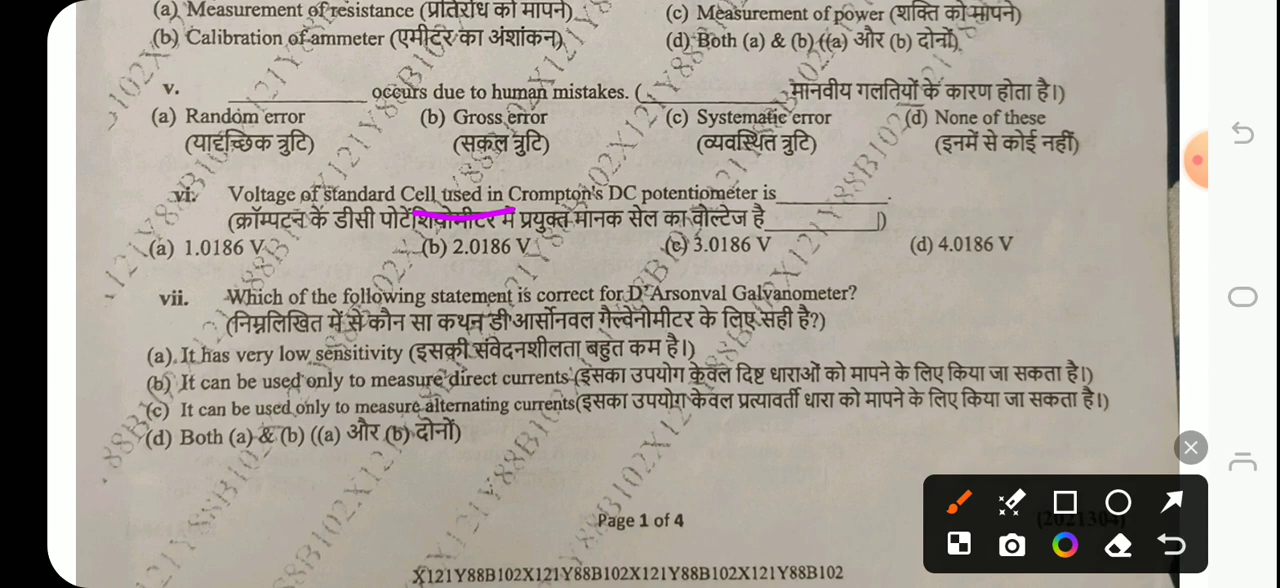 (a) Measurement of resistance (प्रतिरोध को मापने) (c) Measurement of power (शक्ति को मापने)
(b) Calibration of ammeter (एमीटर का अंशांकन) (d) Both (a) & (b) ((a) और (b) दोनों)
v. ____________ occurs due to human mistakes. (____________ मानवीय गलतियों के कारण होता है।)
(a) Random error (b) Gross error (c) Systematic error (d) None of these
(यादृच्छिक त्रुटि) (सकल त्रुटि) (व्यवस्थित त्रुटि) (इनमें से कोई नहीं)
vi. Voltage of standard Cell used in Crompton's DC potentiometer is__________.
(क्रॉम्पटन के डीसी पोटेंशियोमीटर में प्रयुक्त मानक सेल का वोल्टेज है__________।)
(a) 1.0186 V (b) 2.0186 V (c) 3.0186 V (d) 4.0186 V
vii. Which of the following statement is correct for D'Arsonval Galvanometer?
(निम्नलिखित में से कौन सा कथन डी'आर्सोनवल गैल्वेनोमीटर के लिए सही है?)
(a) It has very low sensitivity (इसकी संवेदनशीलता बहुत कम है।)
(b) It can be used only to measure direct currents (इसका उपयोग केवल दिष्ट धाराओं को मापने के लिए किया जा सकता है।)
(c) It can be used only to measure alternating currents(इसका उपयोग केवल प्रत्यावर्ती धारा को मापने के लिए किया जा सकता है।)
(d) Both (a) & (b) ((a) और (b) दोनों)
Page 1 of 4 (2021304)
X121Y88B102X121Y88B102X121Y88B102X121Y88B102